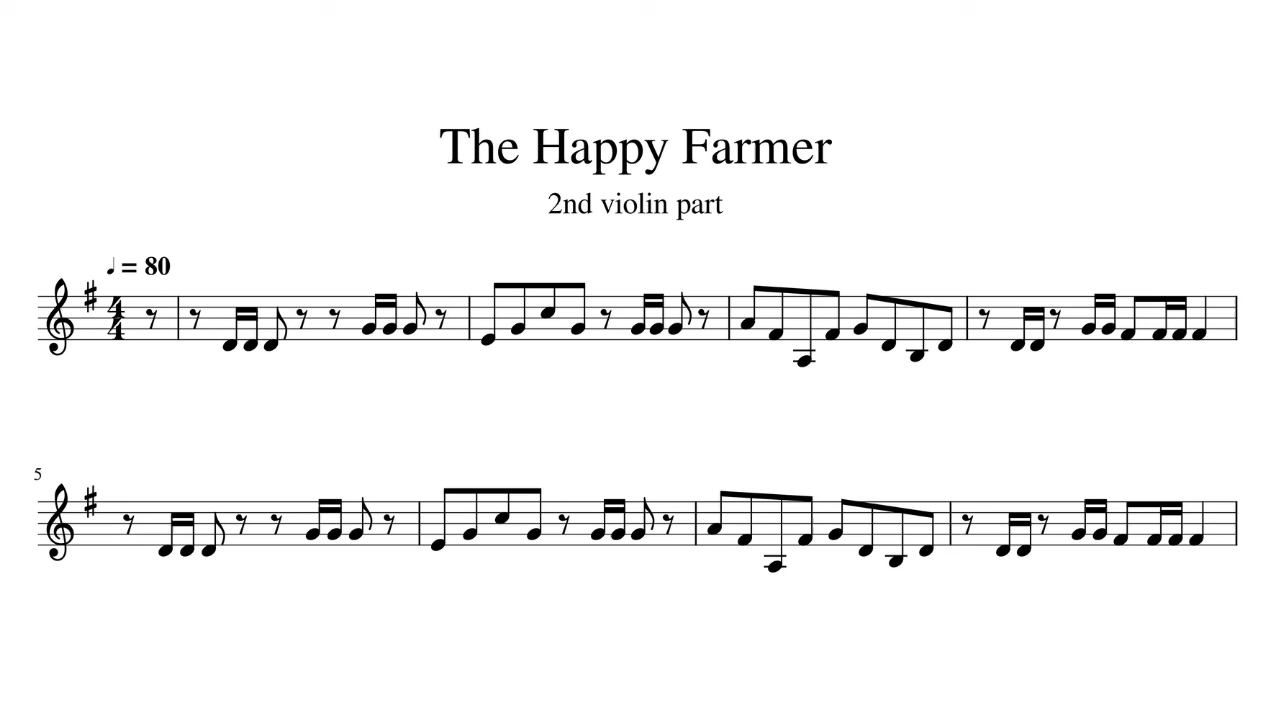 The Happy Farmer
2nd violin part
♩ = 80
4
4
5